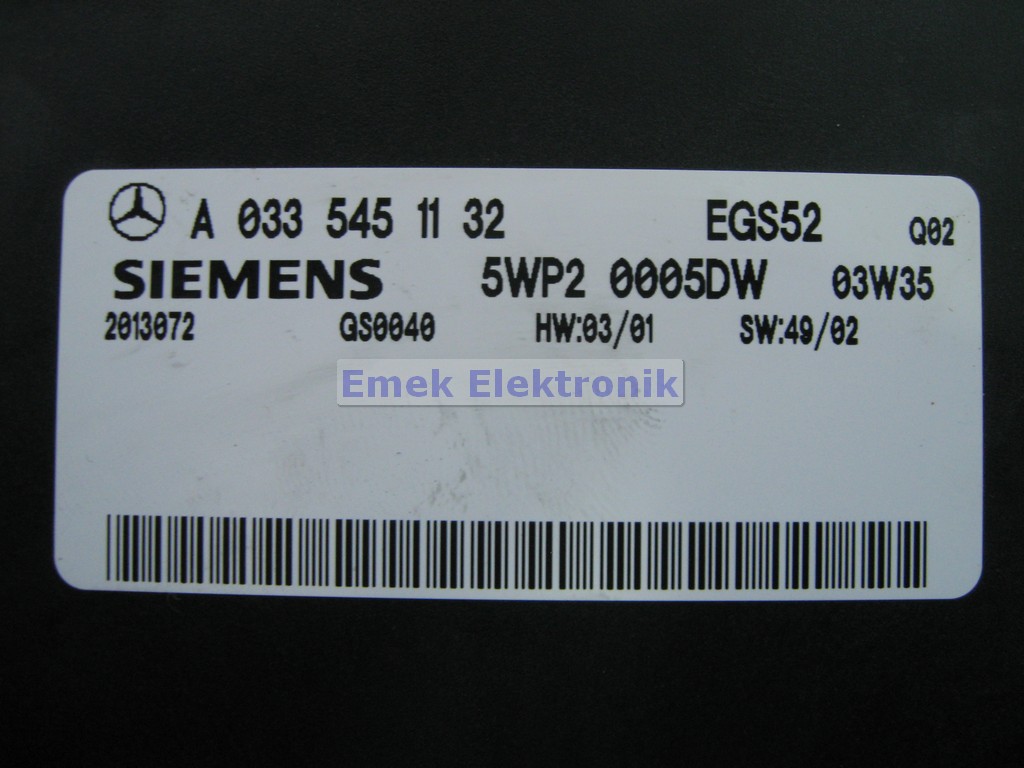 A 033 545 11 32 EGS52 Q02
SIEMENS 5WP2 0005DW 03W35
2013072 GS0040 HW:03/01 SW:49/02
Emek Elektronik